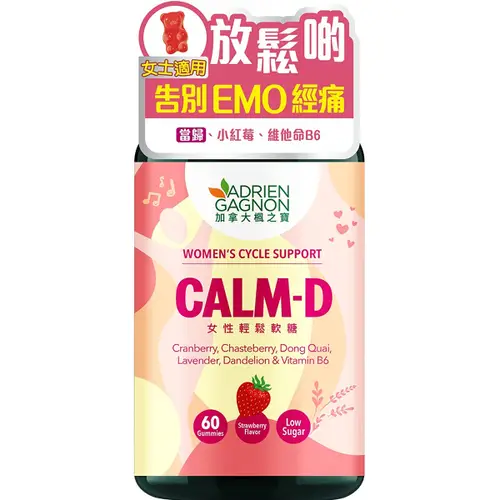 放鬆啲
女士適用
告別EMO經痛
當歸、小紅莓、維他命B6
ADRIEN
GAGNON
加拿大楓之寶
WOMEN'S CYCLE SUPPORT
CALM-D
女性輕鬆軟糖
Cranberry, Chasteberry, Dong Quai,
Lavender, Dandelion & Vitamin B6
60
Gummies
Strawberry
Flavor
Low
Sugar